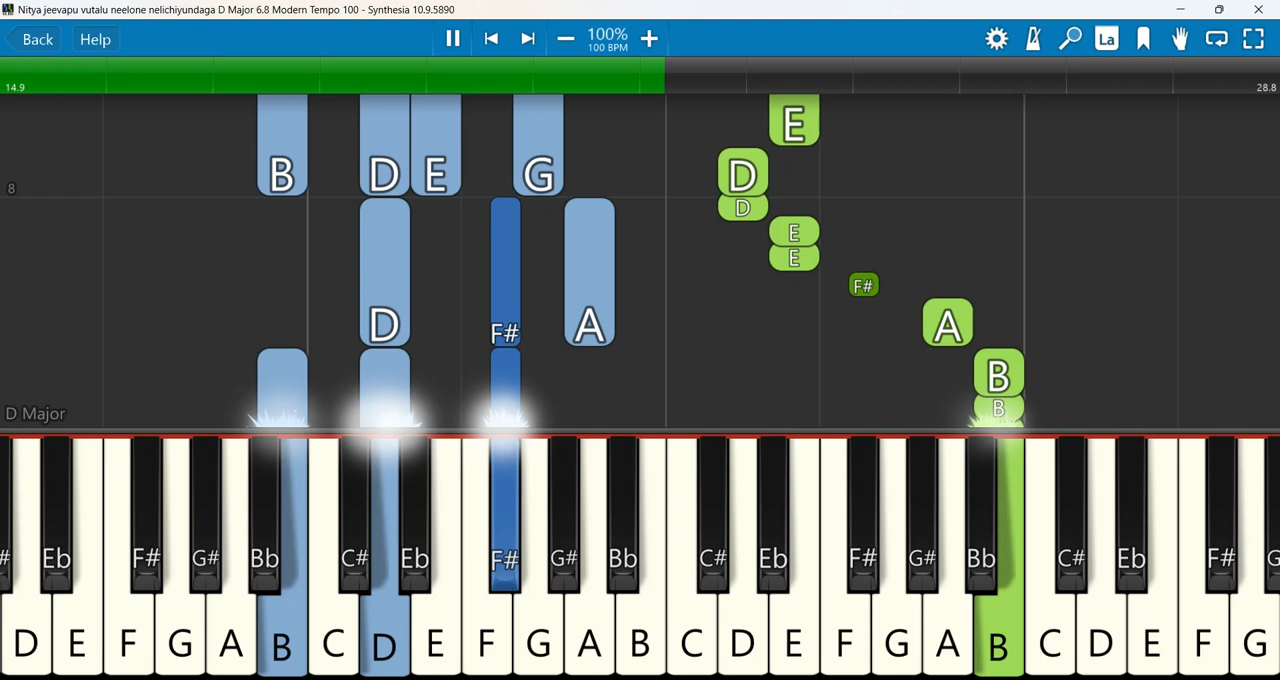 Nitya jeevapu vutalu neelone nelichiyundaga D Major 6.8 Modern Tempo 100 - Synthesia 10.9.5890
Back Help 100% La
100 BPM
14.9 28.8
E
B D E G D
8
D
E
E
F#
D F# A A
B
D Major B
# Eb F# G# Bb C# Eb F# G# Bb C# Eb F# G# Bb C# Eb F# G
D E F G A B C D E F G A B C D E F G A B C D E F G